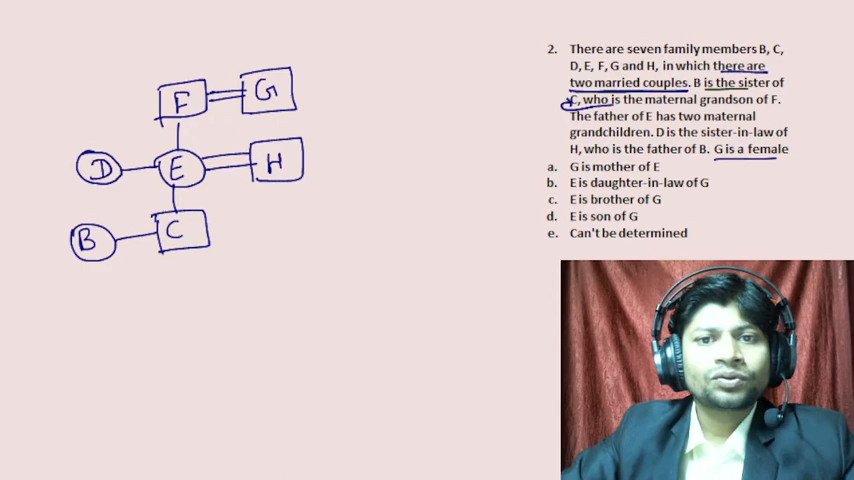 2. There are seven family members B, C,
D, E, F, G and H, in which there are
two married couples. B is the sister of
C, who is the maternal grandson of F.
The father of E has two maternal
grandchildren. D is the sister-in-law of
H, who is the father of B. G is a female
a. G is mother of E
b. E is daughter-in-law of G
c. E is brother of G
d. E is son of G
e. Can't be determined
F G
D E H
B C